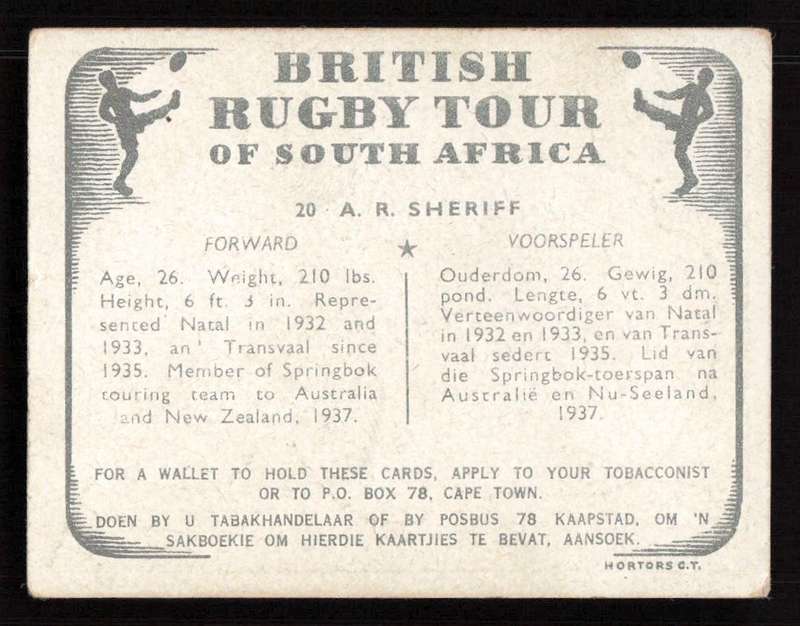 BRITISH
RUGBY TOUR
OF SOUTH AFRICA
20 A. R. SHERIFF
FORWARD
Age, 26. Weight, 210 lbs.
Height, 6 ft. 3 in. Repre-
sented Natal in 1932 and
1933, an' Transvaal since
1935. Member of Springbok
touring team to Australia
and New Zealand, 1937.
VOORSPELER
Ouderdom, 26. Gewig, 210
pond. Lengte, 6 vt. 3 dm.
Verteenwoordiger van Natal
in 1932 en 1933, en van Trans-
vaal sedert 1935. Lid van
die Springbok-toerspan na
Australië en Nu-Seeland,
1937.
FOR A WALLET TO HOLD THESE CARDS, APPLY TO YOUR TOBACCONIST
OR TO P.O. BOX 78, CAPE TOWN.
DOEN BY U TABAKHANDELAAR OF BY POSBUS 78 KAAPSTAD, OM 'N
SAKBOEKIE OM HIERDIE KAARTJIES TE BEVAT, AANSOEK.
HORTORS C.T.